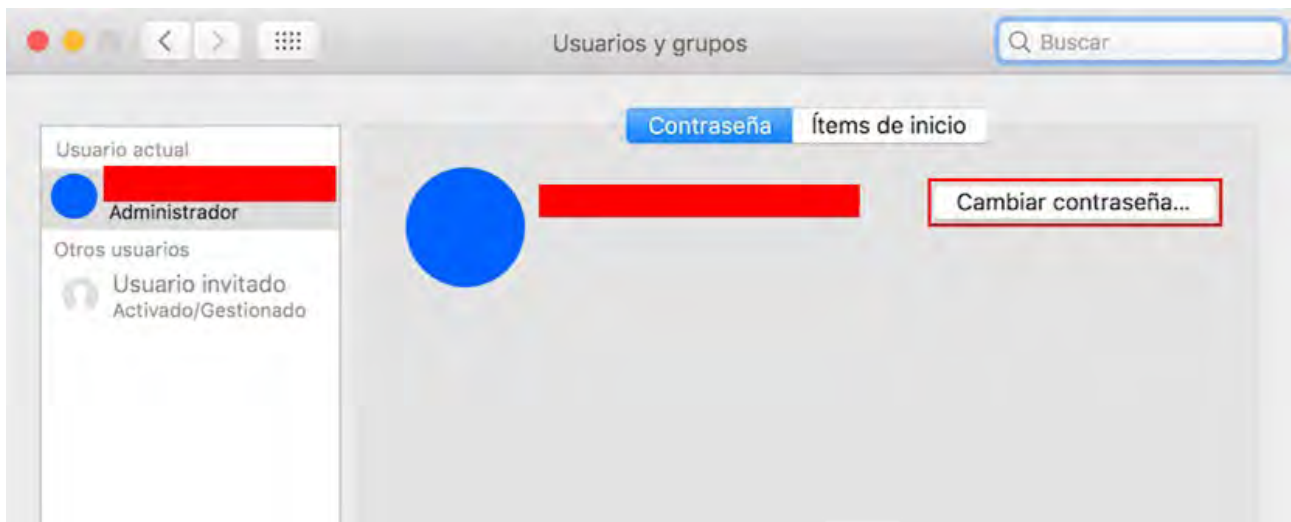 Usuarios y grupos
Buscar
Contraseña
Ítems de inicio
Usuario actual
Administrador
Otros usuarios
Usuario invitado
Activado/Gestionado
Cambiar contraseña...